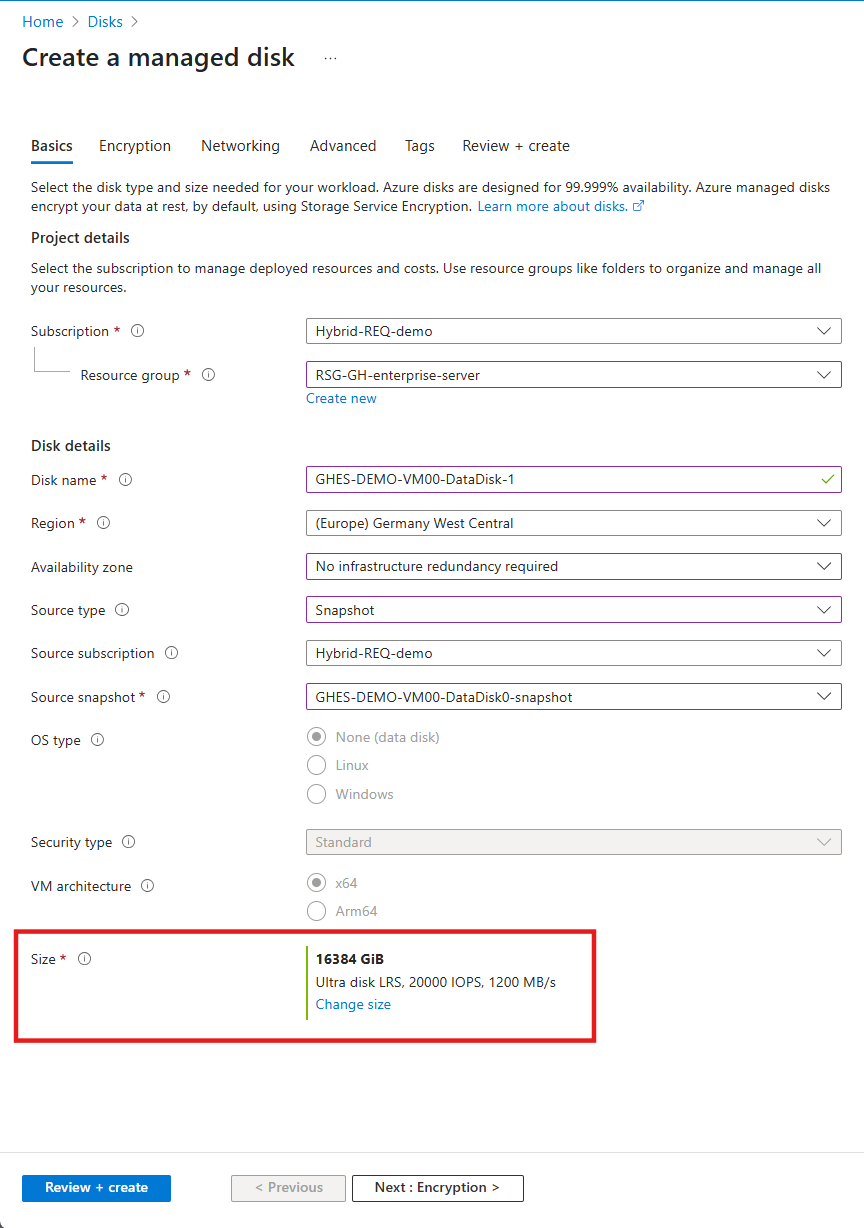 Home > Disks >
Create a managed disk ...
Basics Encryption Networking Advanced Tags Review + create
Select the disk type and size needed for your workload. Azure disks are designed for 99.999% availability. Azure managed disks
encrypt your data at rest, by default, using Storage Service Encryption. Learn more about disks.
Project details
Select the subscription to manage deployed resources and costs. Use resource groups like folders to organize and manage all
your resources.
Subscription * Hybrid-REQ-demo
Resource group * RSG-GH-enterprise-server
Create new
Disk details
Disk name * GHES-DEMO-VM00-DataDisk-1
Region * (Europe) Germany West Central
Availability zone No infrastructure redundancy required
Source type Snapshot
Source subscription Hybrid-REQ-demo
Source snapshot * GHES-DEMO-VM00-DataDisk0-snapshot
OS type None (data disk)
Linux
Windows
Security type Standard
VM architecture x64
Arm64
Size * 16384 GiB
Ultra disk LRS, 20000 IOPS, 1200 MB/s
Change size
Review + create < Previous Next : Encryption >